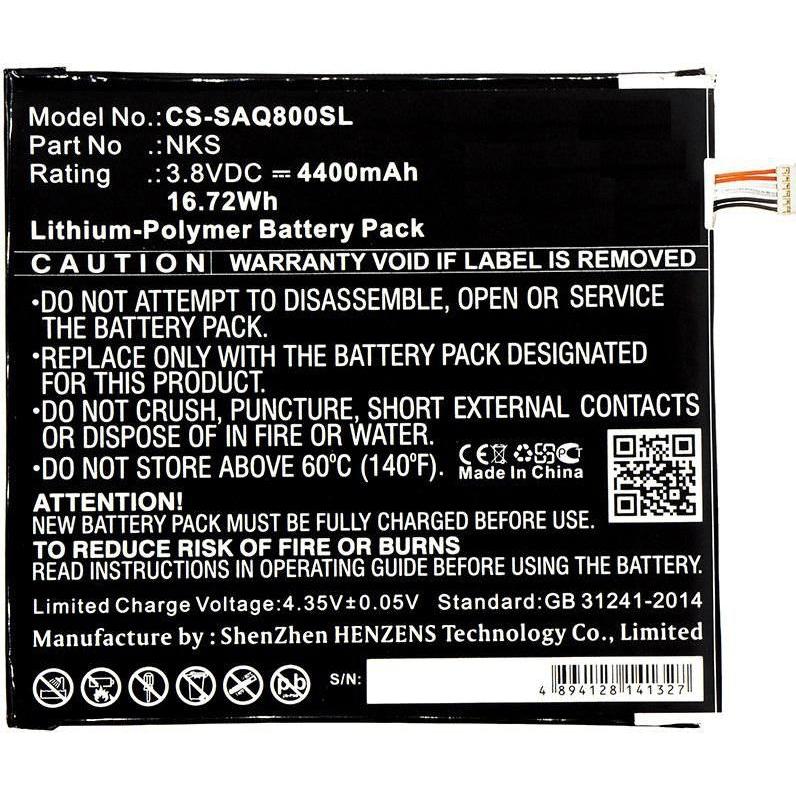 Model No.:CS-SAQ800SL
Part No .:NKS
Rating .:3.8VDC ⎓ 4400mAh
16.72Wh
Lithium-Polymer Battery Pack
CAUTION WARRANTY VOID IF LABEL IS REMOVED
•DO NOT ATTEMPT TO DISASSEMBLE, OPEN OR SERVICE
THE BATTERY PACK.
•REPLACE ONLY WITH THE BATTERY PACK DESIGNATED
FOR THIS PRODUCT.
•DO NOT CRUSH, PUNCTURE, SHORT EXTERNAL CONTACTS
OR DISPOSE OF IN FIRE OR WATER.
•DO NOT STORE ABOVE 60°C (140°F).
CE PCT
Made In China
ATTENTION!
NEW BATTERY PACK MUST BE FULLY CHARGED BEFORE USE.
TO REDUCE RISK OF FIRE OR BURNS
READ INSTRUCTIONS IN OPERATING GUIDE BEFORE USING THE BATTERY.
Limited Charge Voltage:4.35V±0.05V Standard:GB 31241-2014
Manufacture by : ShenZhen HENZENS Technology Co., Limited
Pb
S/N:
4 894128 141327